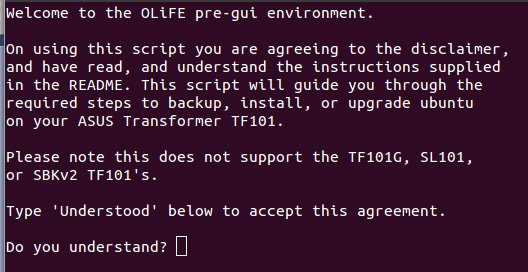 Welcome to the OLiFE pre-gui environment.
On using this script you are agreeing to the disclaimer,
and have read, and understand the instructions supplied
in the README. This script will guide you through the
required steps to backup, install, or upgrade ubuntu
on your ASUS Transformer TF101.
Please note this does not support the TF101G, SL101,
or SBKv2 TF101's.
Type 'Understood' below to accept this agreement.
Do you understand?